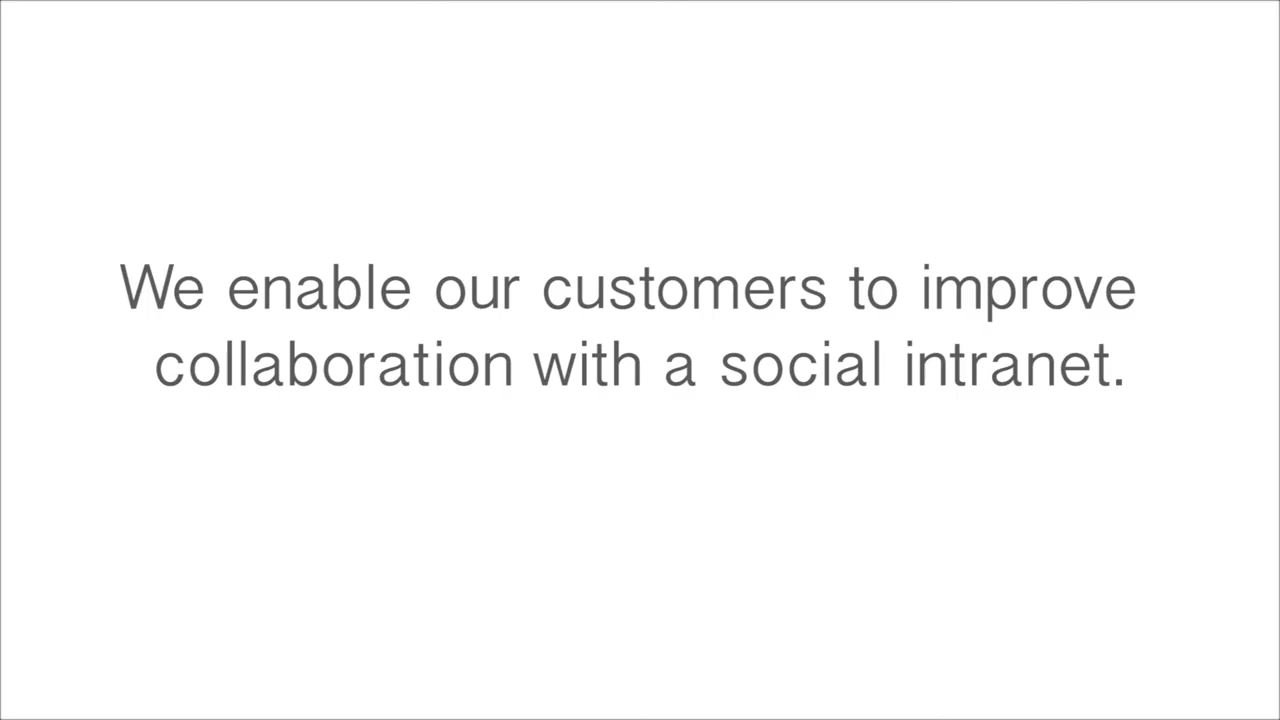 We enable our customers to improve
collaboration with a social intranet.